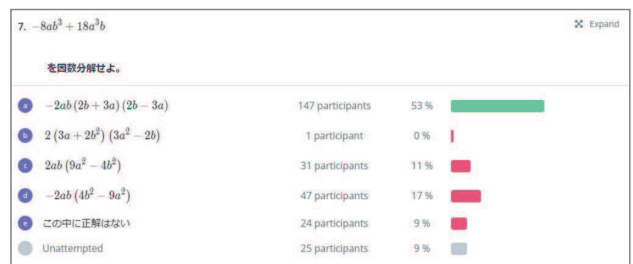 7. −8ab³ + 18a³b
Expand
を因数分解せよ。
a −2ab (2b + 3a) (2b − 3a) 147 participants 53 %
b 2 (3a + 2b²) (3a² − 2b) 1 participant 0 %
c 2ab (9a² − 4b²) 31 participants 11 %
d −2ab (4b² − 9a²) 47 participants 17 %
e この中に正解はない 24 participants 9 %
Unattempted 25 participants 9 %